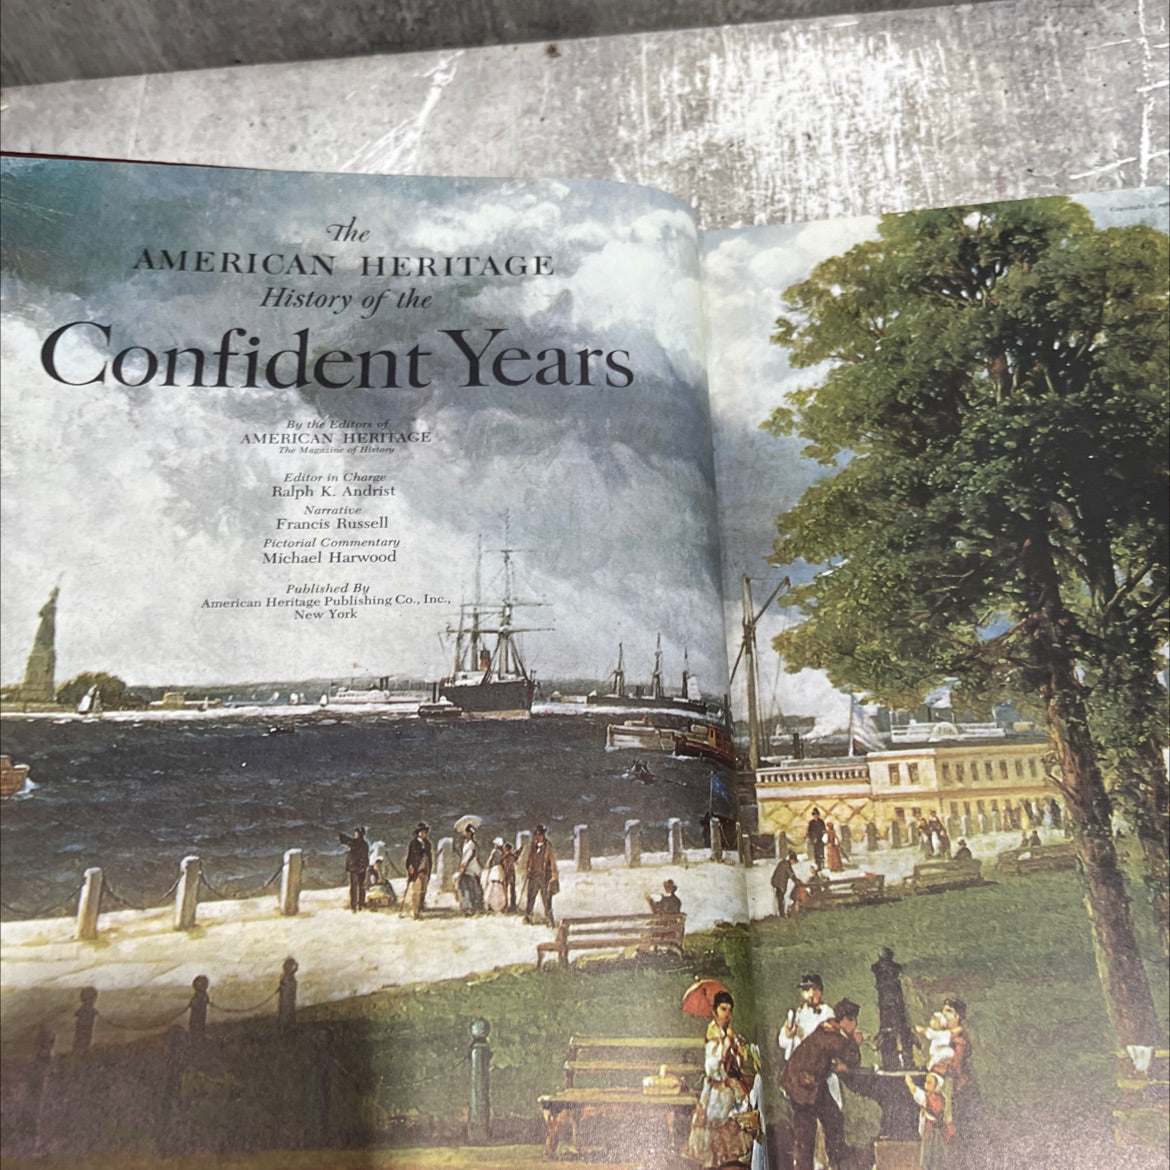 The
AMERICAN HERITAGE
History of the
Confident Years
By the Editors of
AMERICAN HERITAGE
The Magazine of History
Editor in Charge
Ralph K. Andrist
Narrative
Francis Russell
Pictorial Commentary
Michael Harwood
Published By
American Heritage Publishing Co., Inc.,
New York